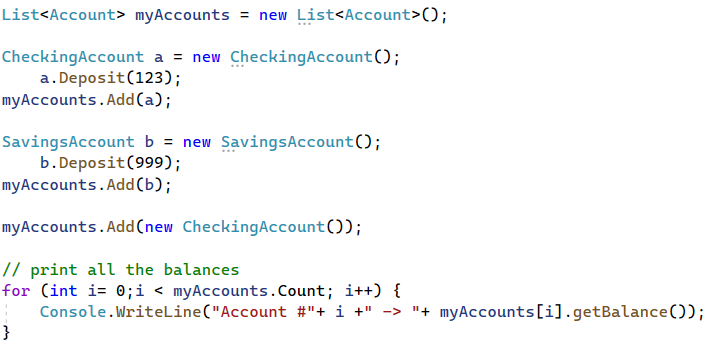 List<Account> myAccounts = new List<Account>();

CheckingAccount a = new CheckingAccount();
    a.Deposit(123);
myAccounts.Add(a);

SavingsAccount b = new SavingsAccount();
    b.Deposit(999);
myAccounts.Add(b);

myAccounts.Add(new CheckingAccount());

// print all the balances
for (int i= 0;i < myAccounts.Count; i++) {
    Console.WriteLine("Account #"+ i +" -> "+ myAccounts[i].getBalance());
}